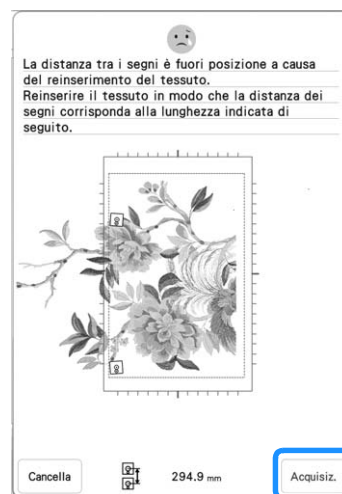 La distanza tra i segni è fuori posizione a causa
del reinserimento del tessuto.
Reinserire il tessuto in modo che la distanza dei
segni corrisponda alla lunghezza indicata di
seguito.
Cancella
294.9 mm
Acquisiz.